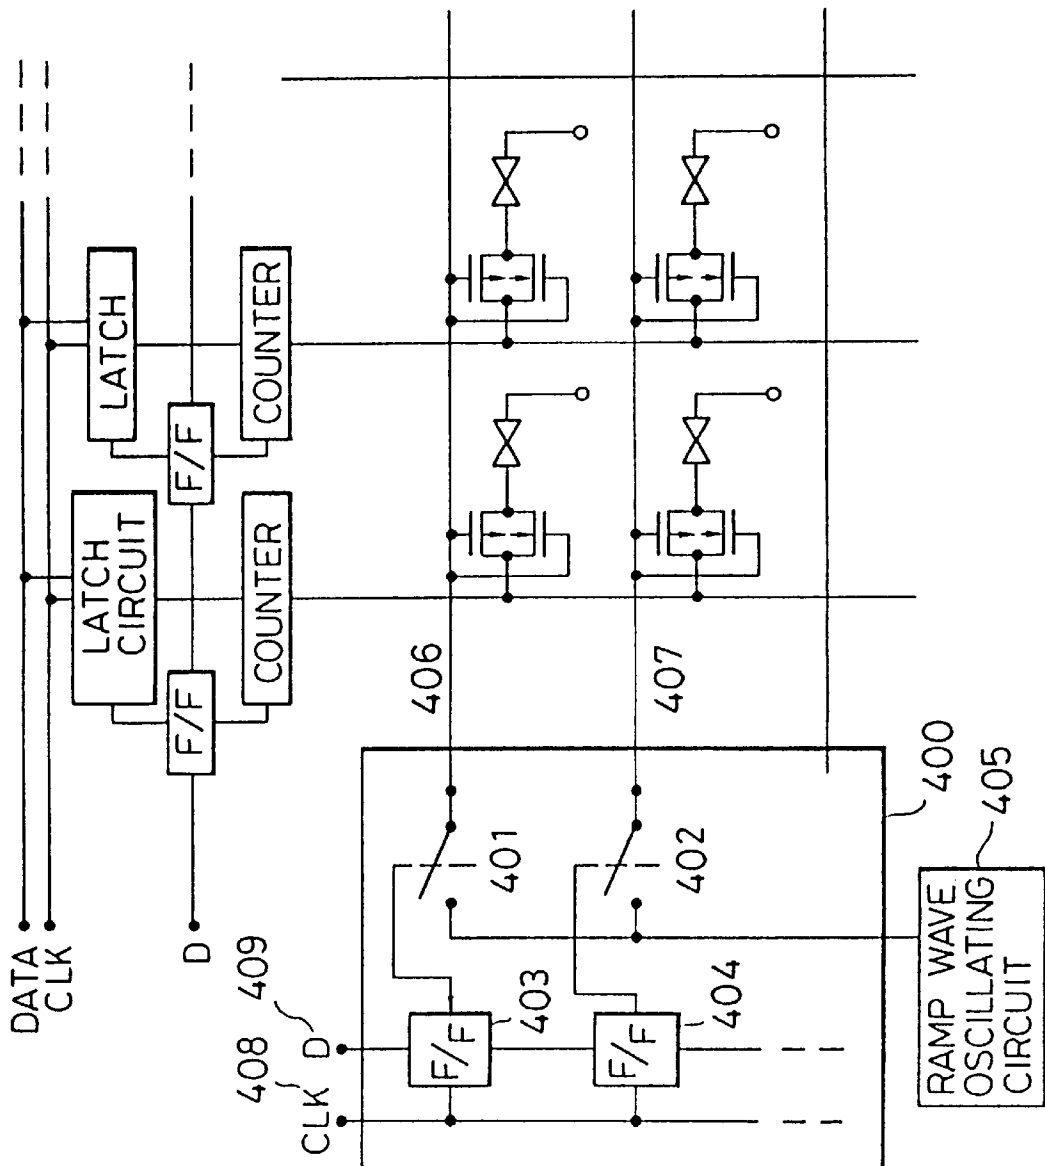 DATA
CLK
D
LATCH
CIRCUIT
LATCH
F/F
F/F
COUNTER
COUNTER
406
407
408
409
CLK
D
F/F
403
F/F
404
401
402
400
405
RAMP WAVE
OSCILLATING
CIRCUIT